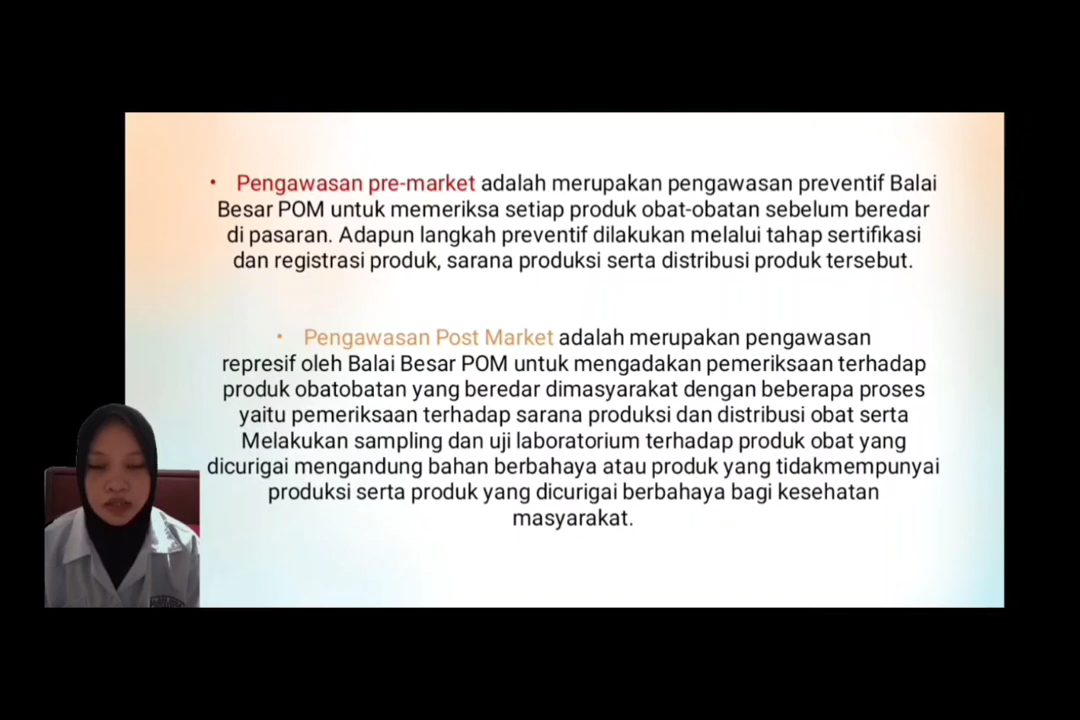 • Pengawasan pre-market adalah merupakan pengawasan preventif Balai
Besar POM untuk memeriksa setiap produk obat-obatan sebelum beredar
di pasaran. Adapun langkah preventif dilakukan melalui tahap sertifikasi
dan registrasi produk, sarana produksi serta distribusi produk tersebut.
• Pengawasan Post Market adalah merupakan pengawasan
represif oleh Balai Besar POM untuk mengadakan pemeriksaan terhadap
produk obatobatan yang beredar dimasyarakat dengan beberapa proses
yaitu pemeriksaan terhadap sarana produksi dan distribusi obat serta
Melakukan sampling dan uji laboratorium terhadap produk obat yang
dicurigai mengandung bahan berbahaya atau produk yang tidakmempunyai
produksi serta produk yang dicurigai berbahaya bagi kesehatan
masyarakat.